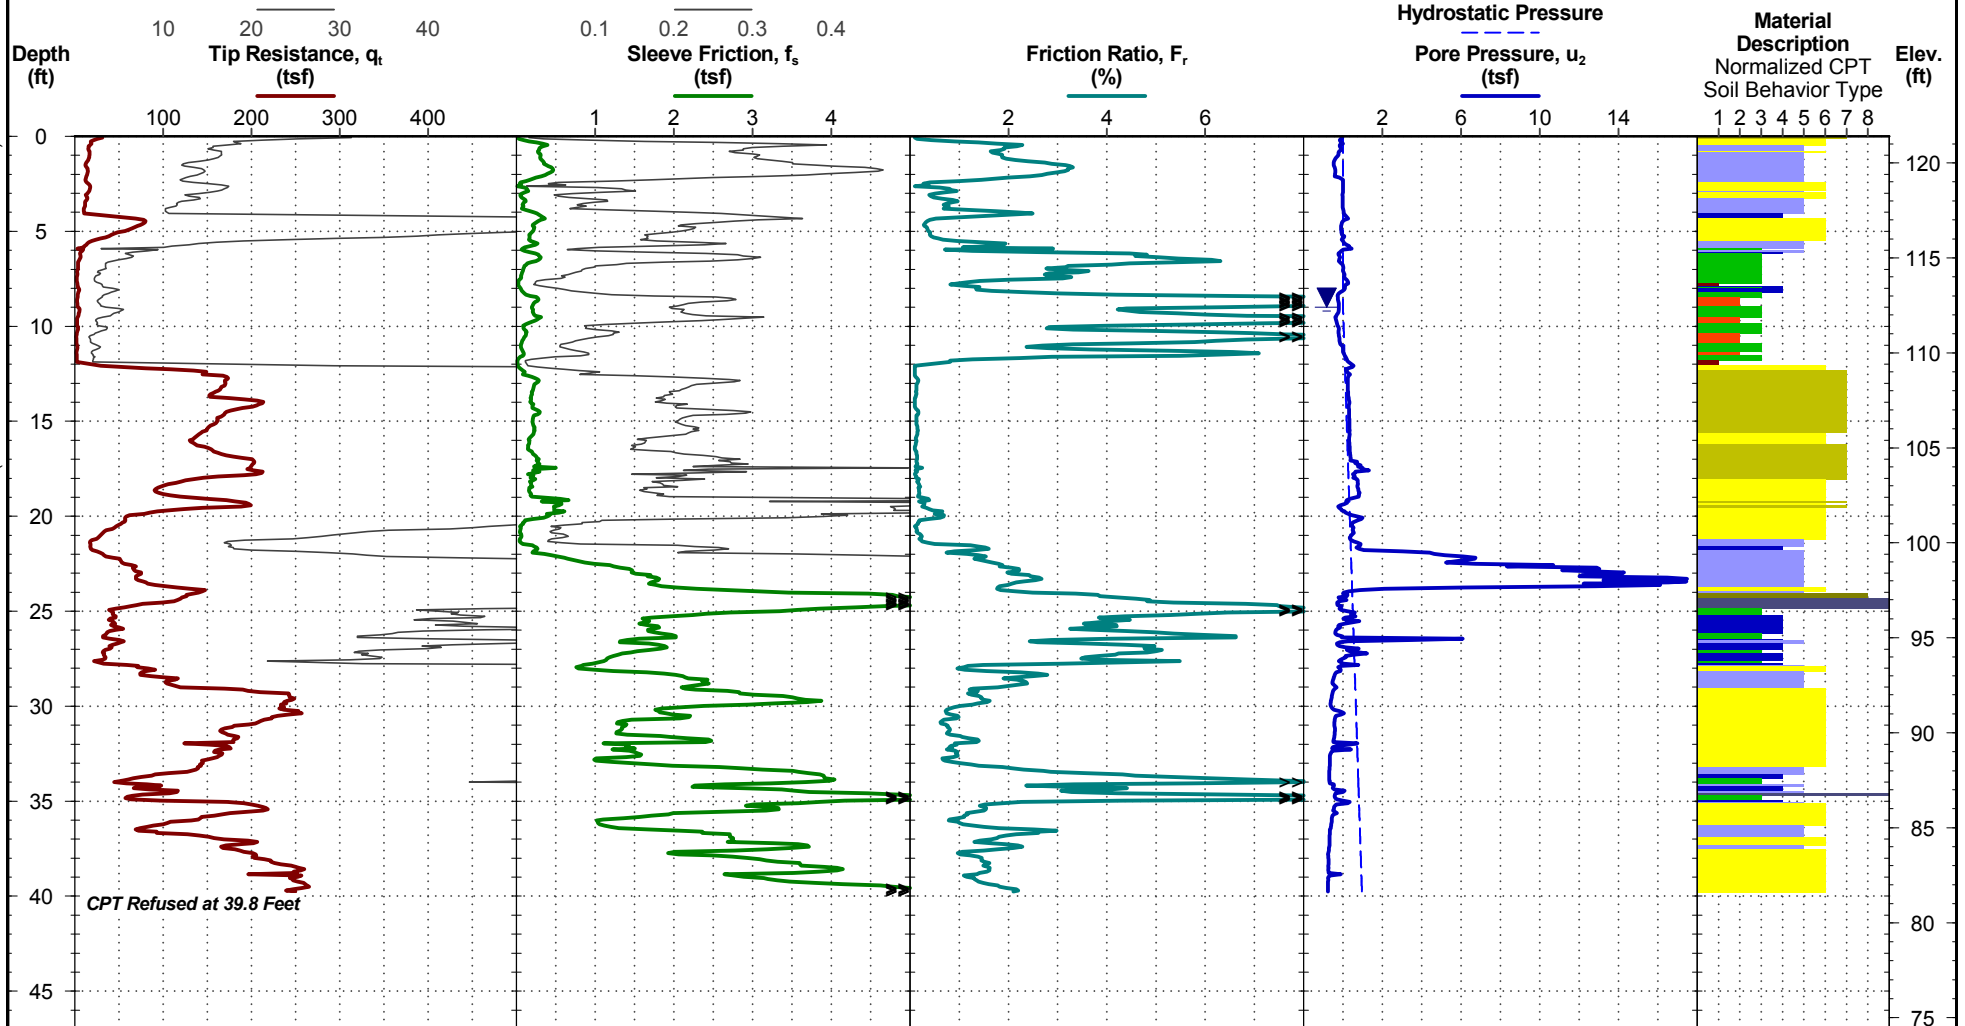 Hydrostatic Pressure
10 20 30 40 0.1 0.2 0.3 0.4
Depth (ft)
Tip Resistance, qt (tsf)
Sleeve Friction, fs (tsf)
Friction Ratio, Fr (%)
Pore Pressure, u2 (tsf)
Material Description
Normalized CPT
Soil Behavior Type
Elev. (ft)
100 200 300 400 1 2 3 4 2 4 6 2 6 10 14 1 2 3 4 5 6 7 8
0
120
5
115
10
110
15
105
20
100
25
95
30
90
35
85
40
CPT Refused at 39.8 Feet
80
45
75